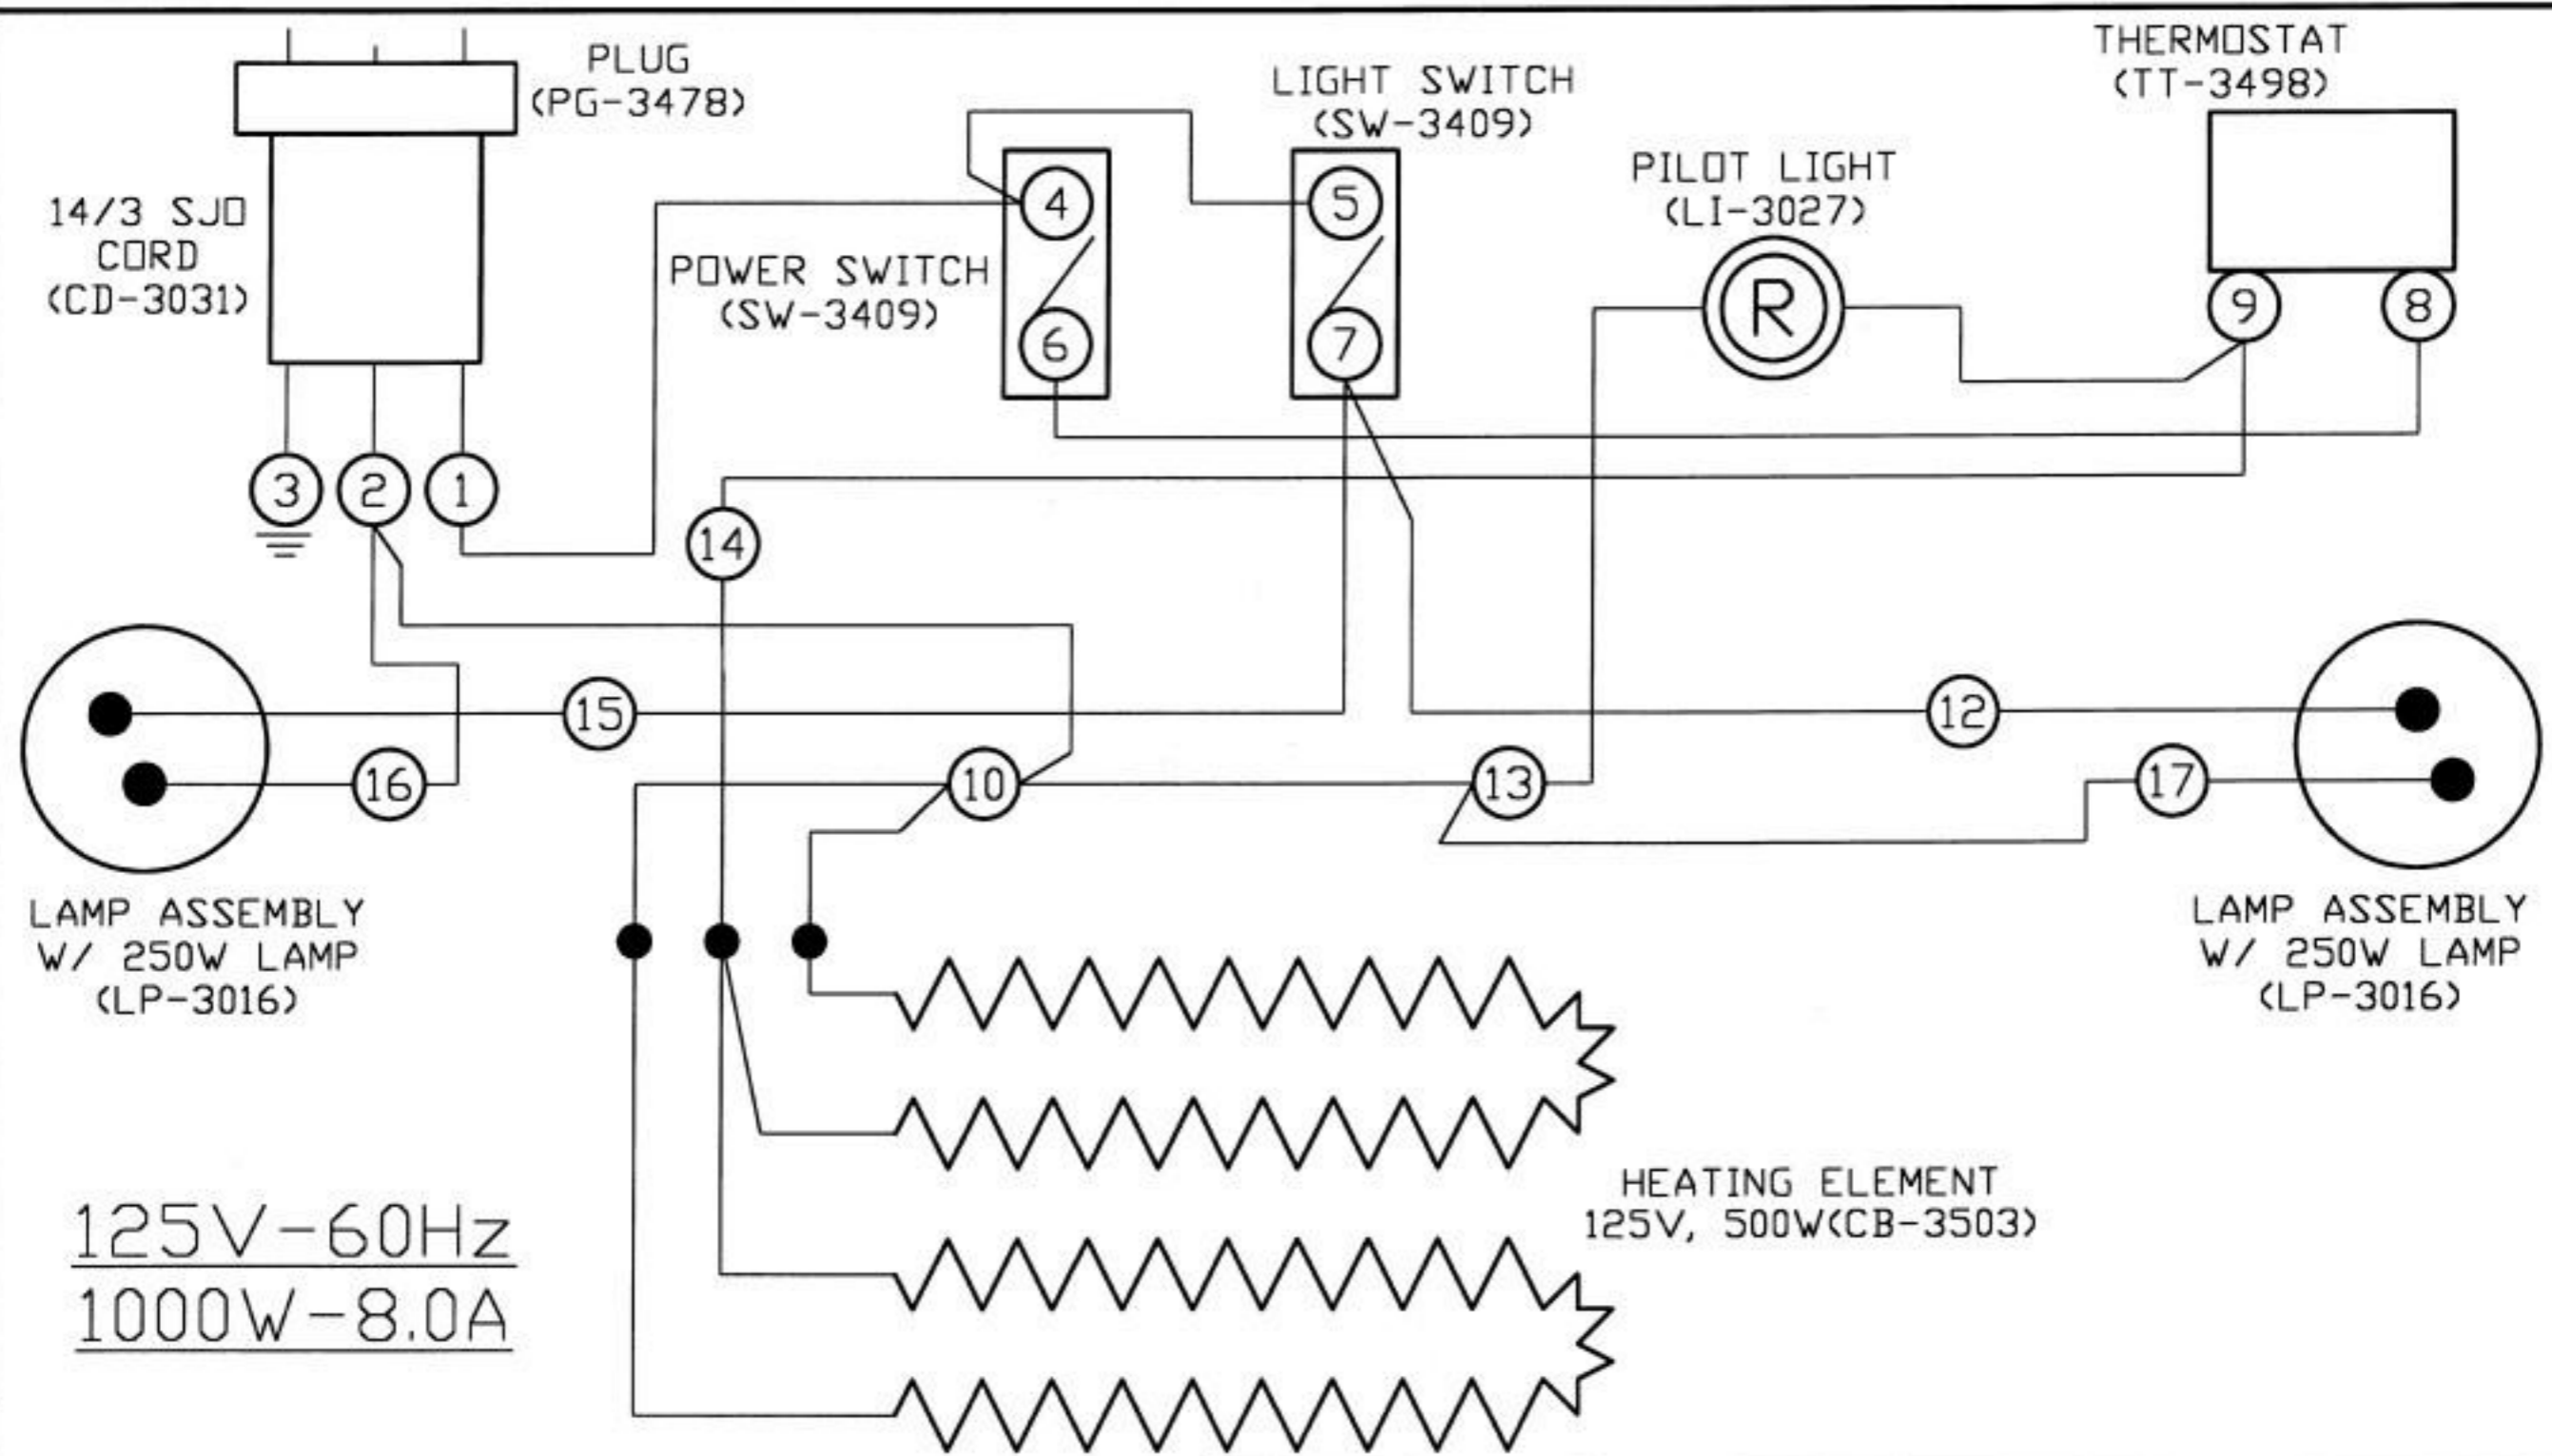 PLUG
(PG-3478)
14/3 SJO
CORD
(CD-3031)
POWER SWITCH
(SW-3409)
LIGHT SWITCH
(SW-3409)
PILOT LIGHT
(LI-3027)
THERMOSTAT
(TT-3498)
4
5
6
7
R
9
8
3
2
1
14
15
12
16
10
13
17
LAMP ASSEMBLY
W/ 250W LAMP
(LP-3016)
LAMP ASSEMBLY
W/ 250W LAMP
(LP-3016)
HEATING ELEMENT
125V, 500W(CB-3503)
125V-60Hz
1000W-8.0A